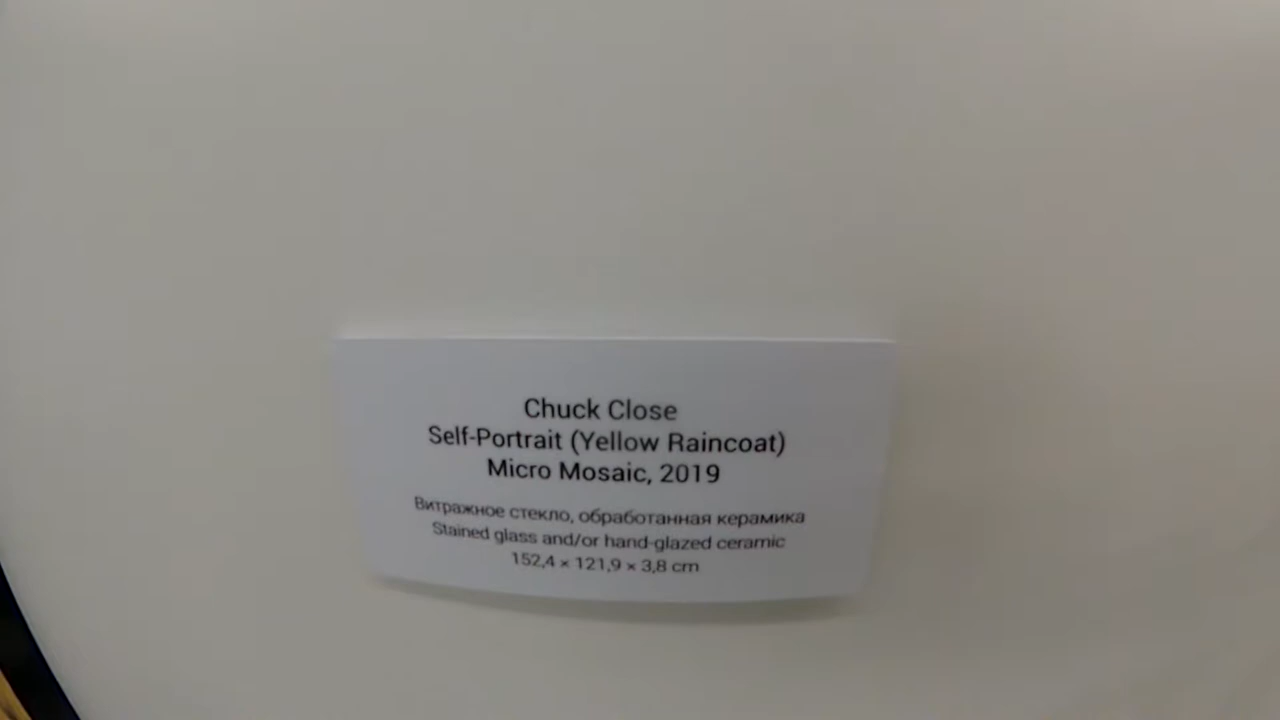 Chuck Close
Self-Portrait (Yellow Raincoat)
Micro Mosaic, 2019
Витражное стекло, обработанная керамика
Stained glass and/or hand-glazed ceramic
152,4 × 121,9 × 3,8 cm